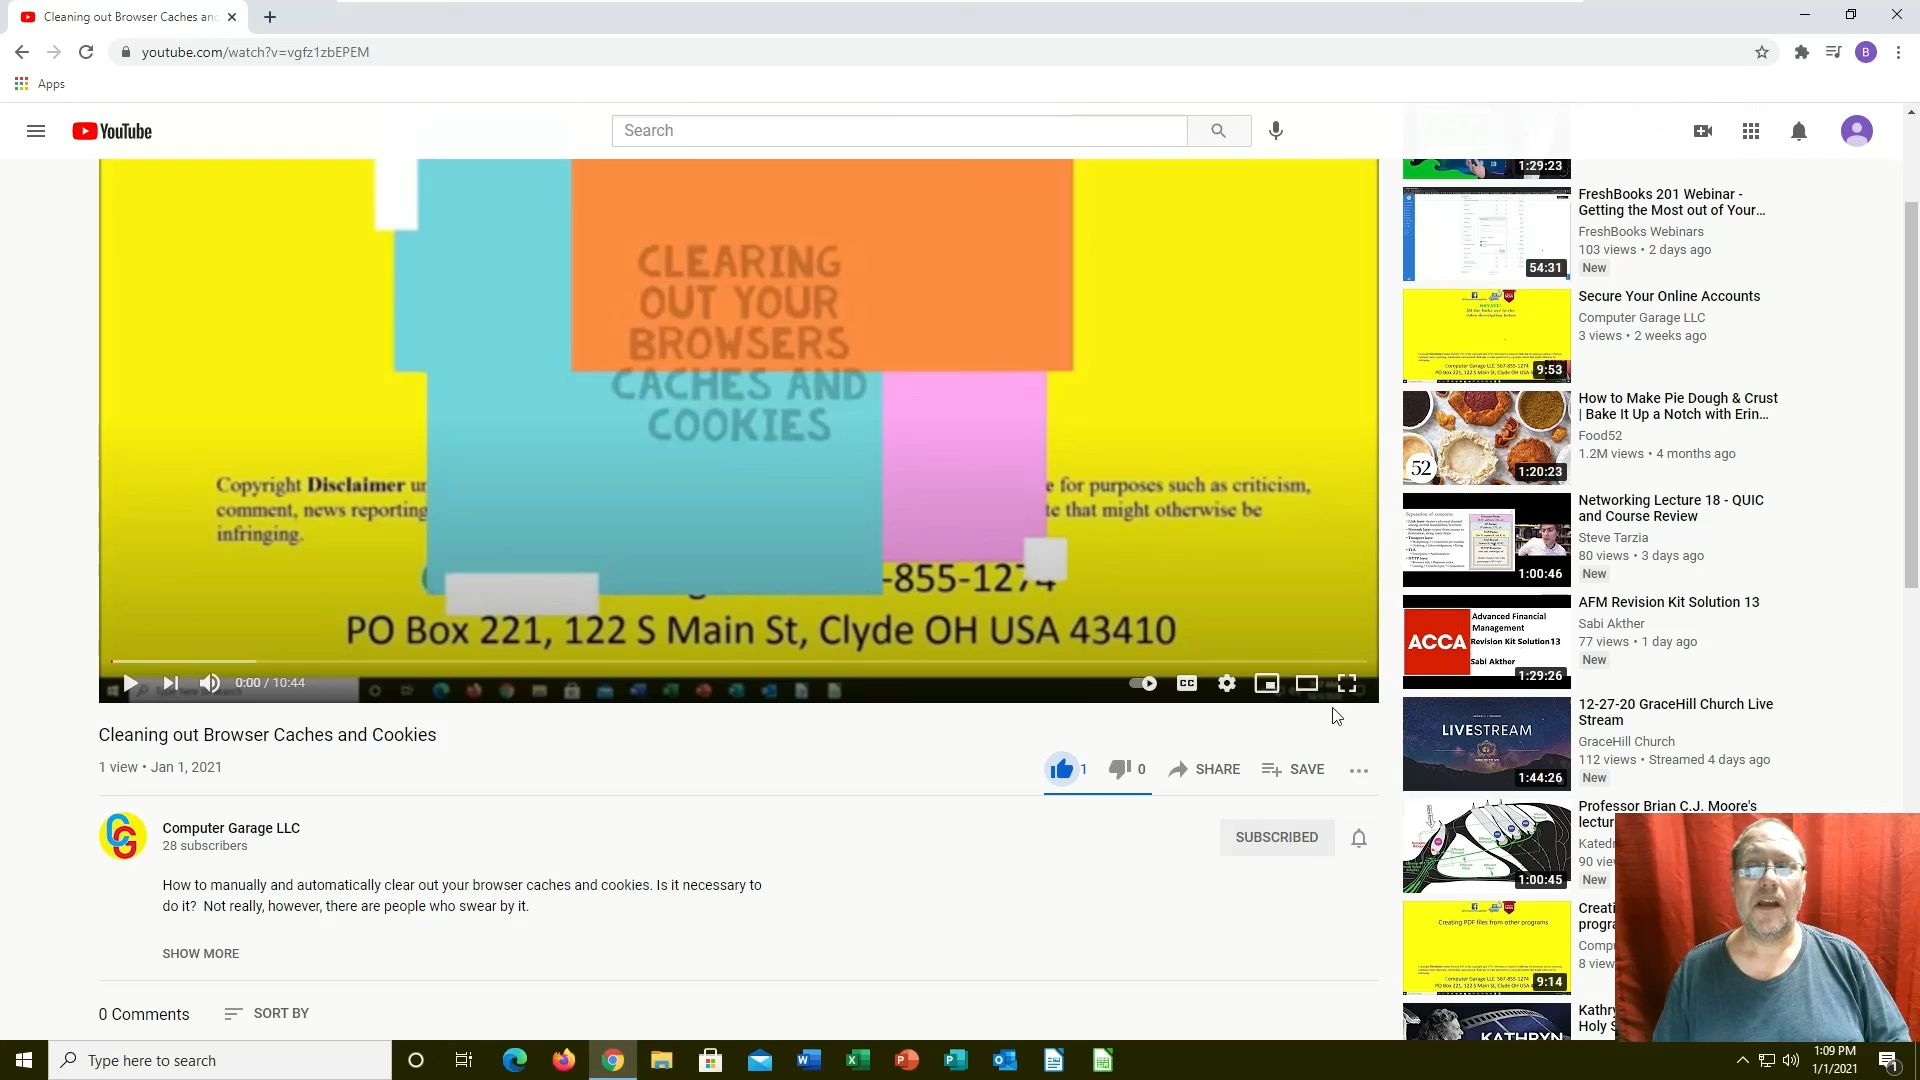 Cleaning out Browser Caches and
youtube.com/watch?v=vgfz1zbEPEM
B
Apps
YouTube
Search
CLEARING
OUT YOUR
BROWSERS
CACHES AND
COOKIES
Copyright Disclaimer
for purposes such as criticism,
comment, news reporting
that might otherwise be
infringing.
-855-1274
PO Box 221, 122 S Main St, Clyde OH USA 43410
0:00 / 10:44
CC
Cleaning out Browser Caches and Cookies
1 view • Jan 1, 2021
1
0
SHARE
SAVE
Computer Garage LLC
28 subscribers
SUBSCRIBED
How to manually and automatically clear out your browser caches and cookies. Is it necessary to
do it? Not really, however, there are people who swear by it.
SHOW MORE
0 Comments
SORT BY
1:29:23
FreshBooks 201 Webinar -
Getting the Most out of Your...
FreshBooks Webinars
103 views • 2 days ago
New
54:31
Secure Your Online Accounts
Computer Garage LLC
3 views • 2 weeks ago
9:53
How to Make Pie Dough & Crust
| Bake It Up a Notch with Erin...
Food52
1.2M views • 4 months ago
52
1:20:23
Networking Lecture 18 - QUIC
and Course Review
Steve Tarzia
80 views • 3 days ago
New
1:00:46
AFM Revision Kit Solution 13
Sabi Akther
77 views • 1 day ago
New
ACCA
Advanced Financial
Management
Revision Kit Solution13
Sabi Akther
1:29:26
12-27-20 GraceHill Church Live
Stream
GraceHill Church
112 views • Streamed 4 days ago
New
LIVESTREAM
1:44:26
Professor Brian C.J. Moore's
lectur
Kated
90 vie
New
1:00:45
Creati
progra
Compu
8 view
Creating PDF files from other programs
Computer Garage LLC 567-855-1274
9:14
Kathry
Holy S
KATHRYN
Type here to search
1:09 PM
1/1/2021
1